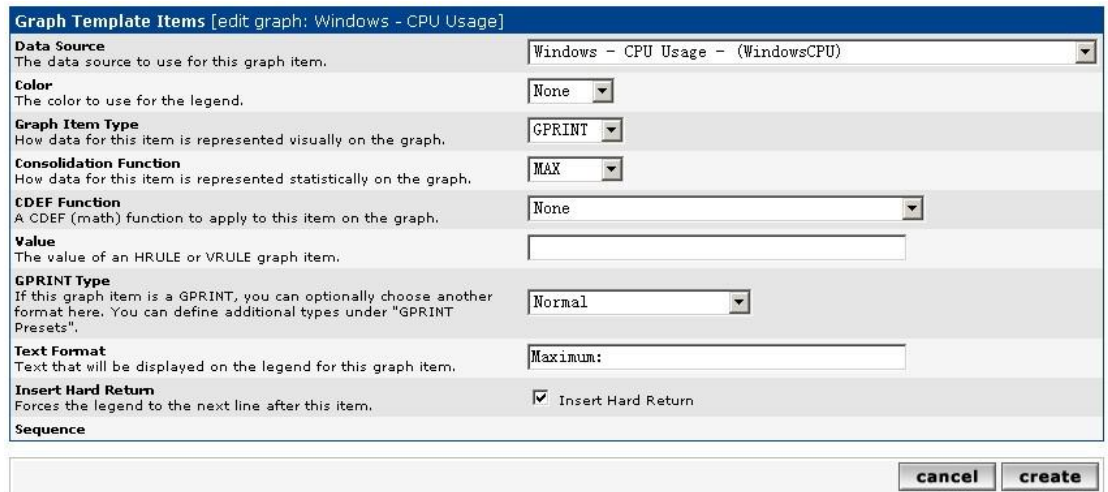 Graph Template Items [edit graph: Windows - CPU Usage]
Data Source
The data source to use for this graph item.
Windows - CPU Usage - (WindowsCPU)
Color
The color to use for the legend.
None
Graph Item Type
How data for this item is represented visually on the graph.
GPRINT
Consolidation Function
How data for this item is represented statistically on the graph.
MAX
CDEF Function
A CDEF (math) function to apply to this item on the graph.
None
Value
The value of an HRULE or VRULE graph item.
GPRINT Type
If this graph item is a GPRINT, you can optionally choose another
format here. You can define additional types under "GPRINT
Presets".
Normal
Text Format
Text that will be displayed on the legend for this graph item.
Maximum:
Insert Hard Return
Forces the legend to the next line after this item.
Insert Hard Return
Sequence
cancel create